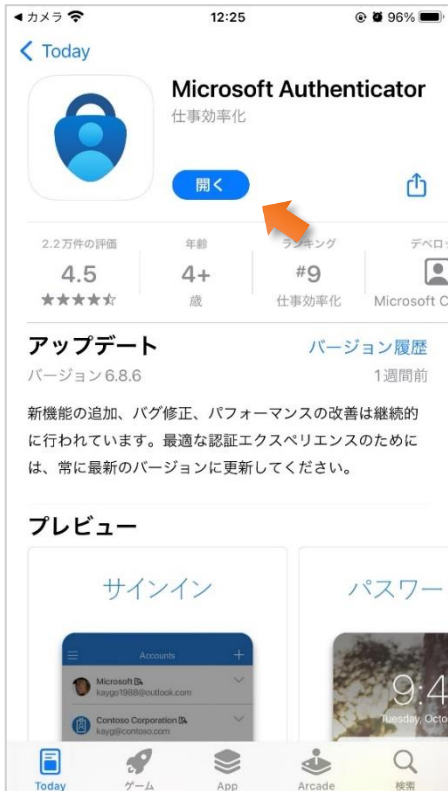 カメラ
12:25
96%
Today
Microsoft Authenticator
仕事効率化
開く
2.2万件の評価
年齢
ランキング
デベロッ
4.5
4+
#9
歳
仕事効率化
Microsoft C
アップデート
バージョン履歴
バージョン 6.8.6
1週間前
新機能の追加、バグ修正、パフォーマンスの改善は継続的
に行われています。最適な認証エクスペリエンスのために
は、常に最新のバージョンに更新してください。
プレビュー
サインイン
パスワー
Accounts
Microsoft
kaygo1988@outlook.com
Contoso Corporation
kayg@contoso.com
9:4
Tuesday, Octo
Today
ゲーム
App
Arcade
検索